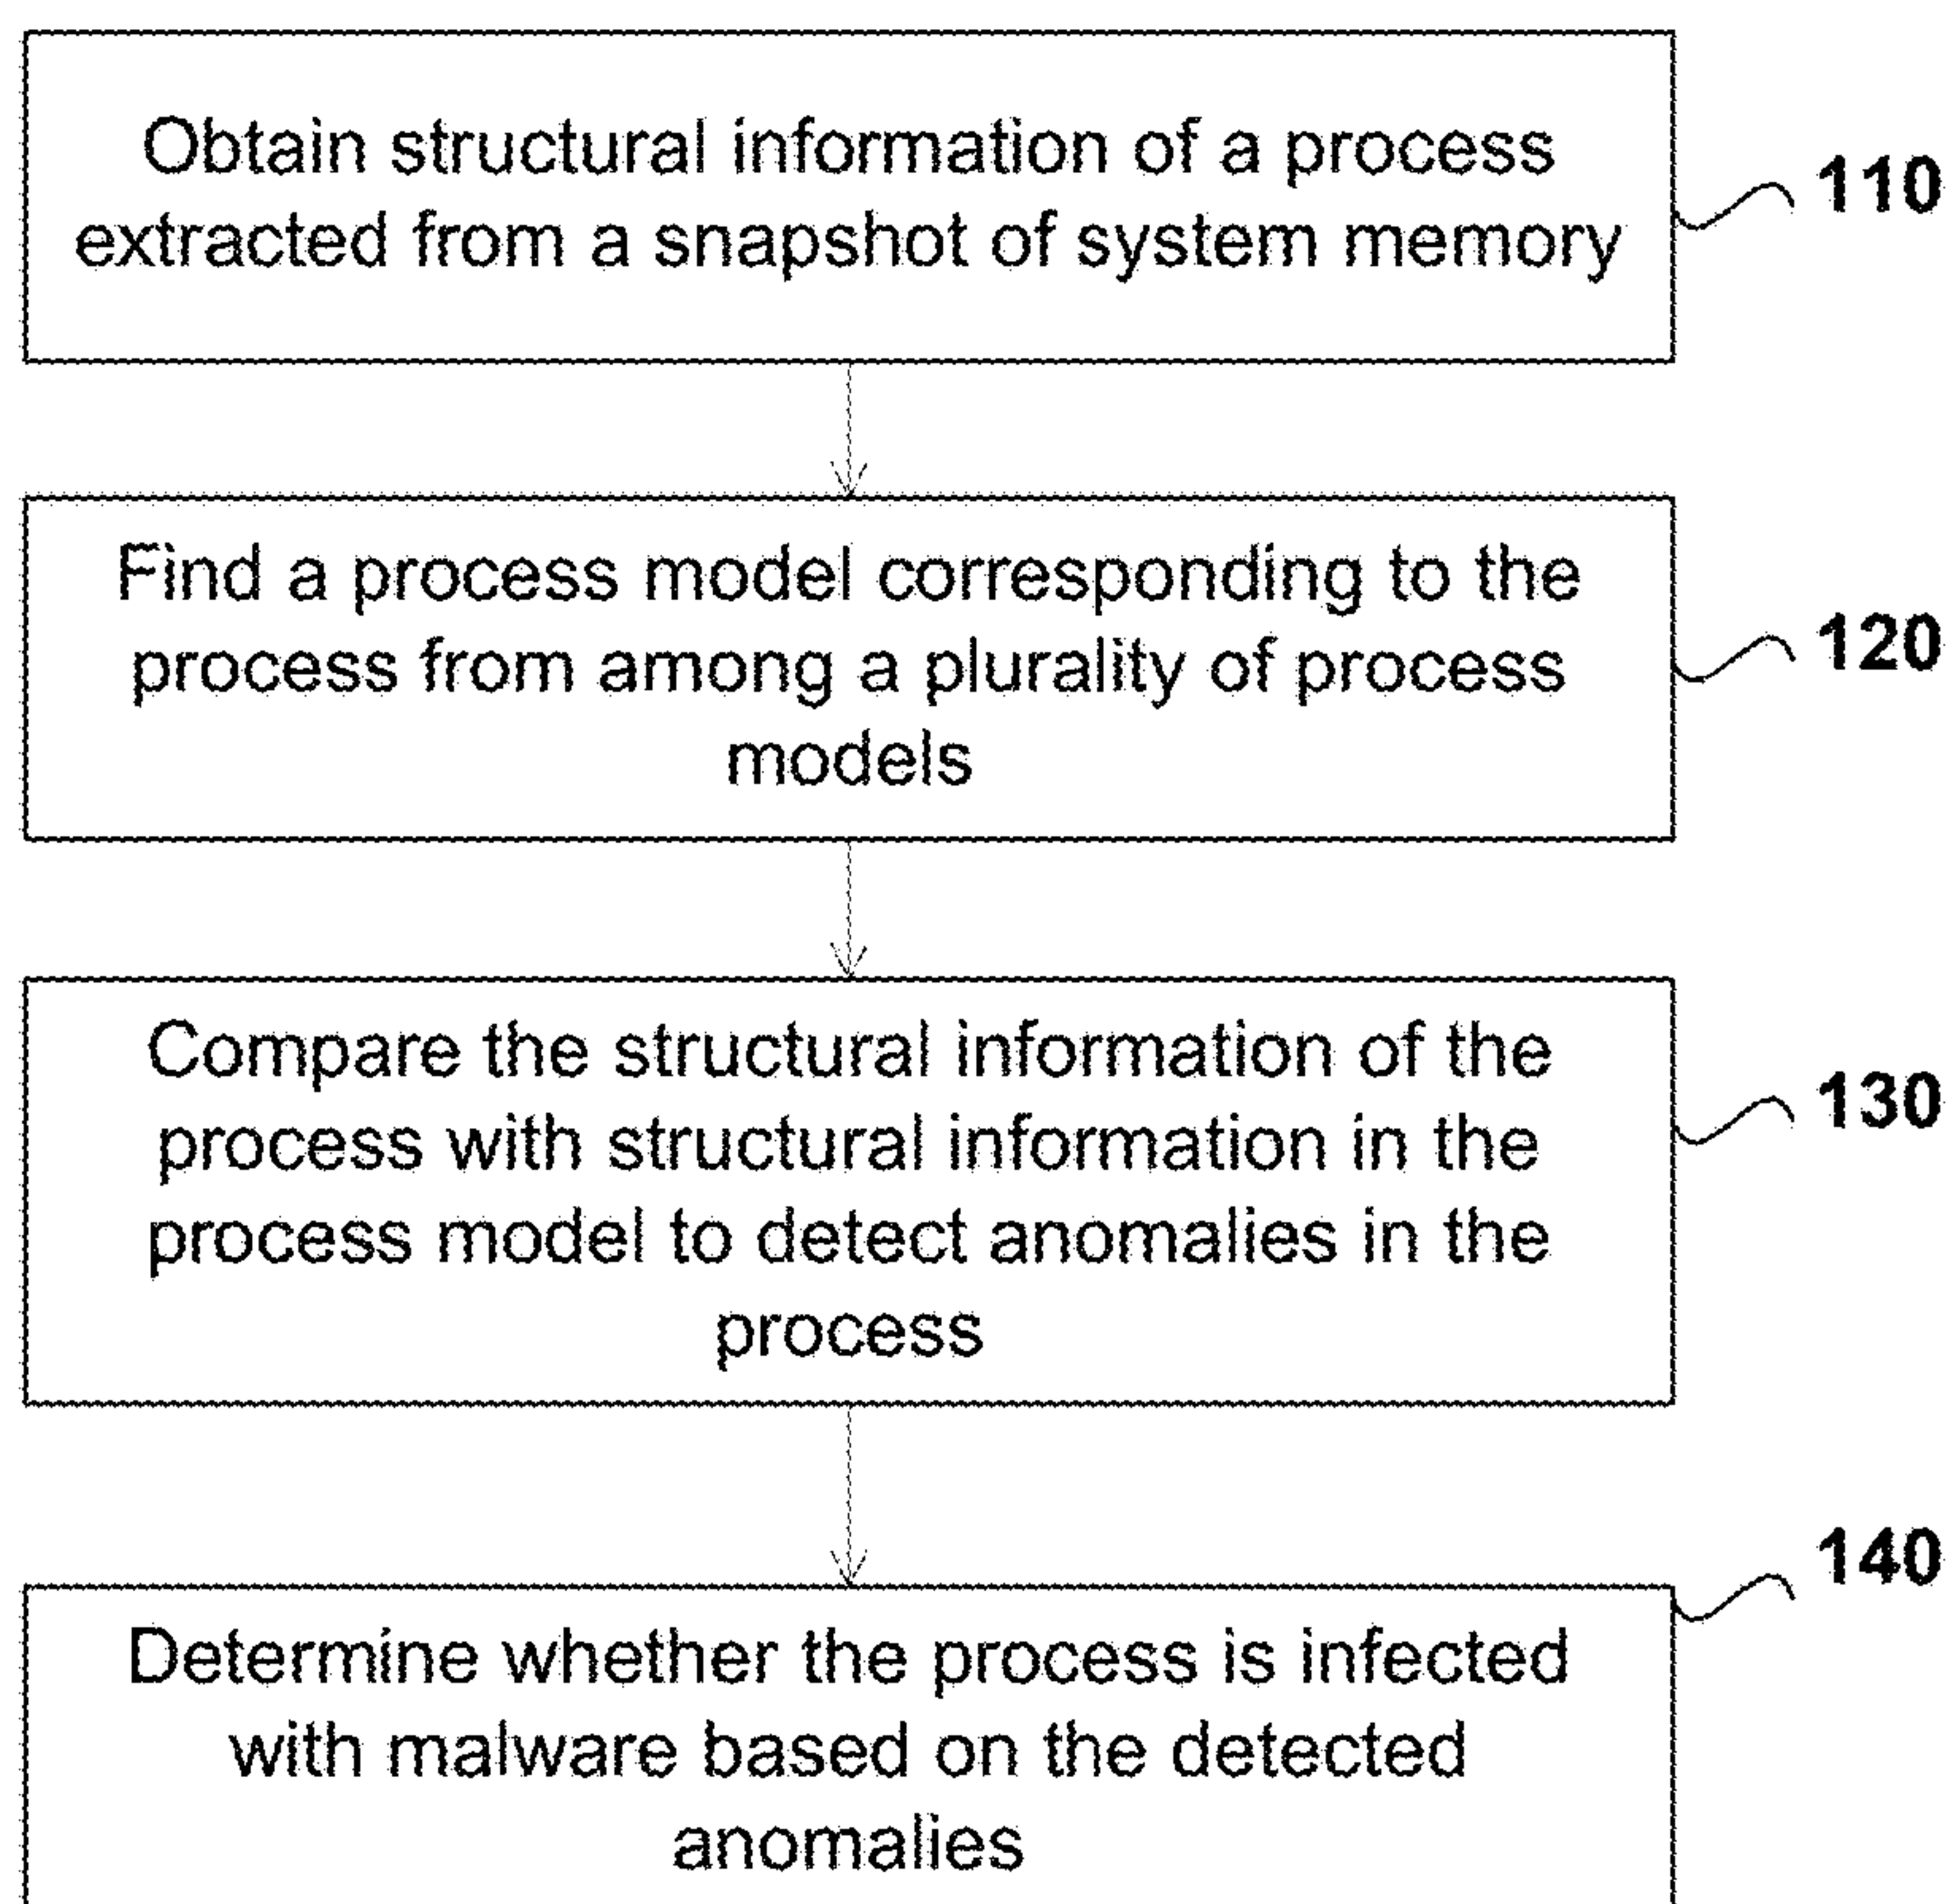 Obtain structural information of a process
extracted from a snapshot of system memory
110
Find a process model corresponding to the
process from among a plurality of process
models
120
Compare the structural information of the
process with structural information in the
process model to detect anomalies in the
process
130
Determine whether the process is infected
with malware based on the detected
anomalies
140